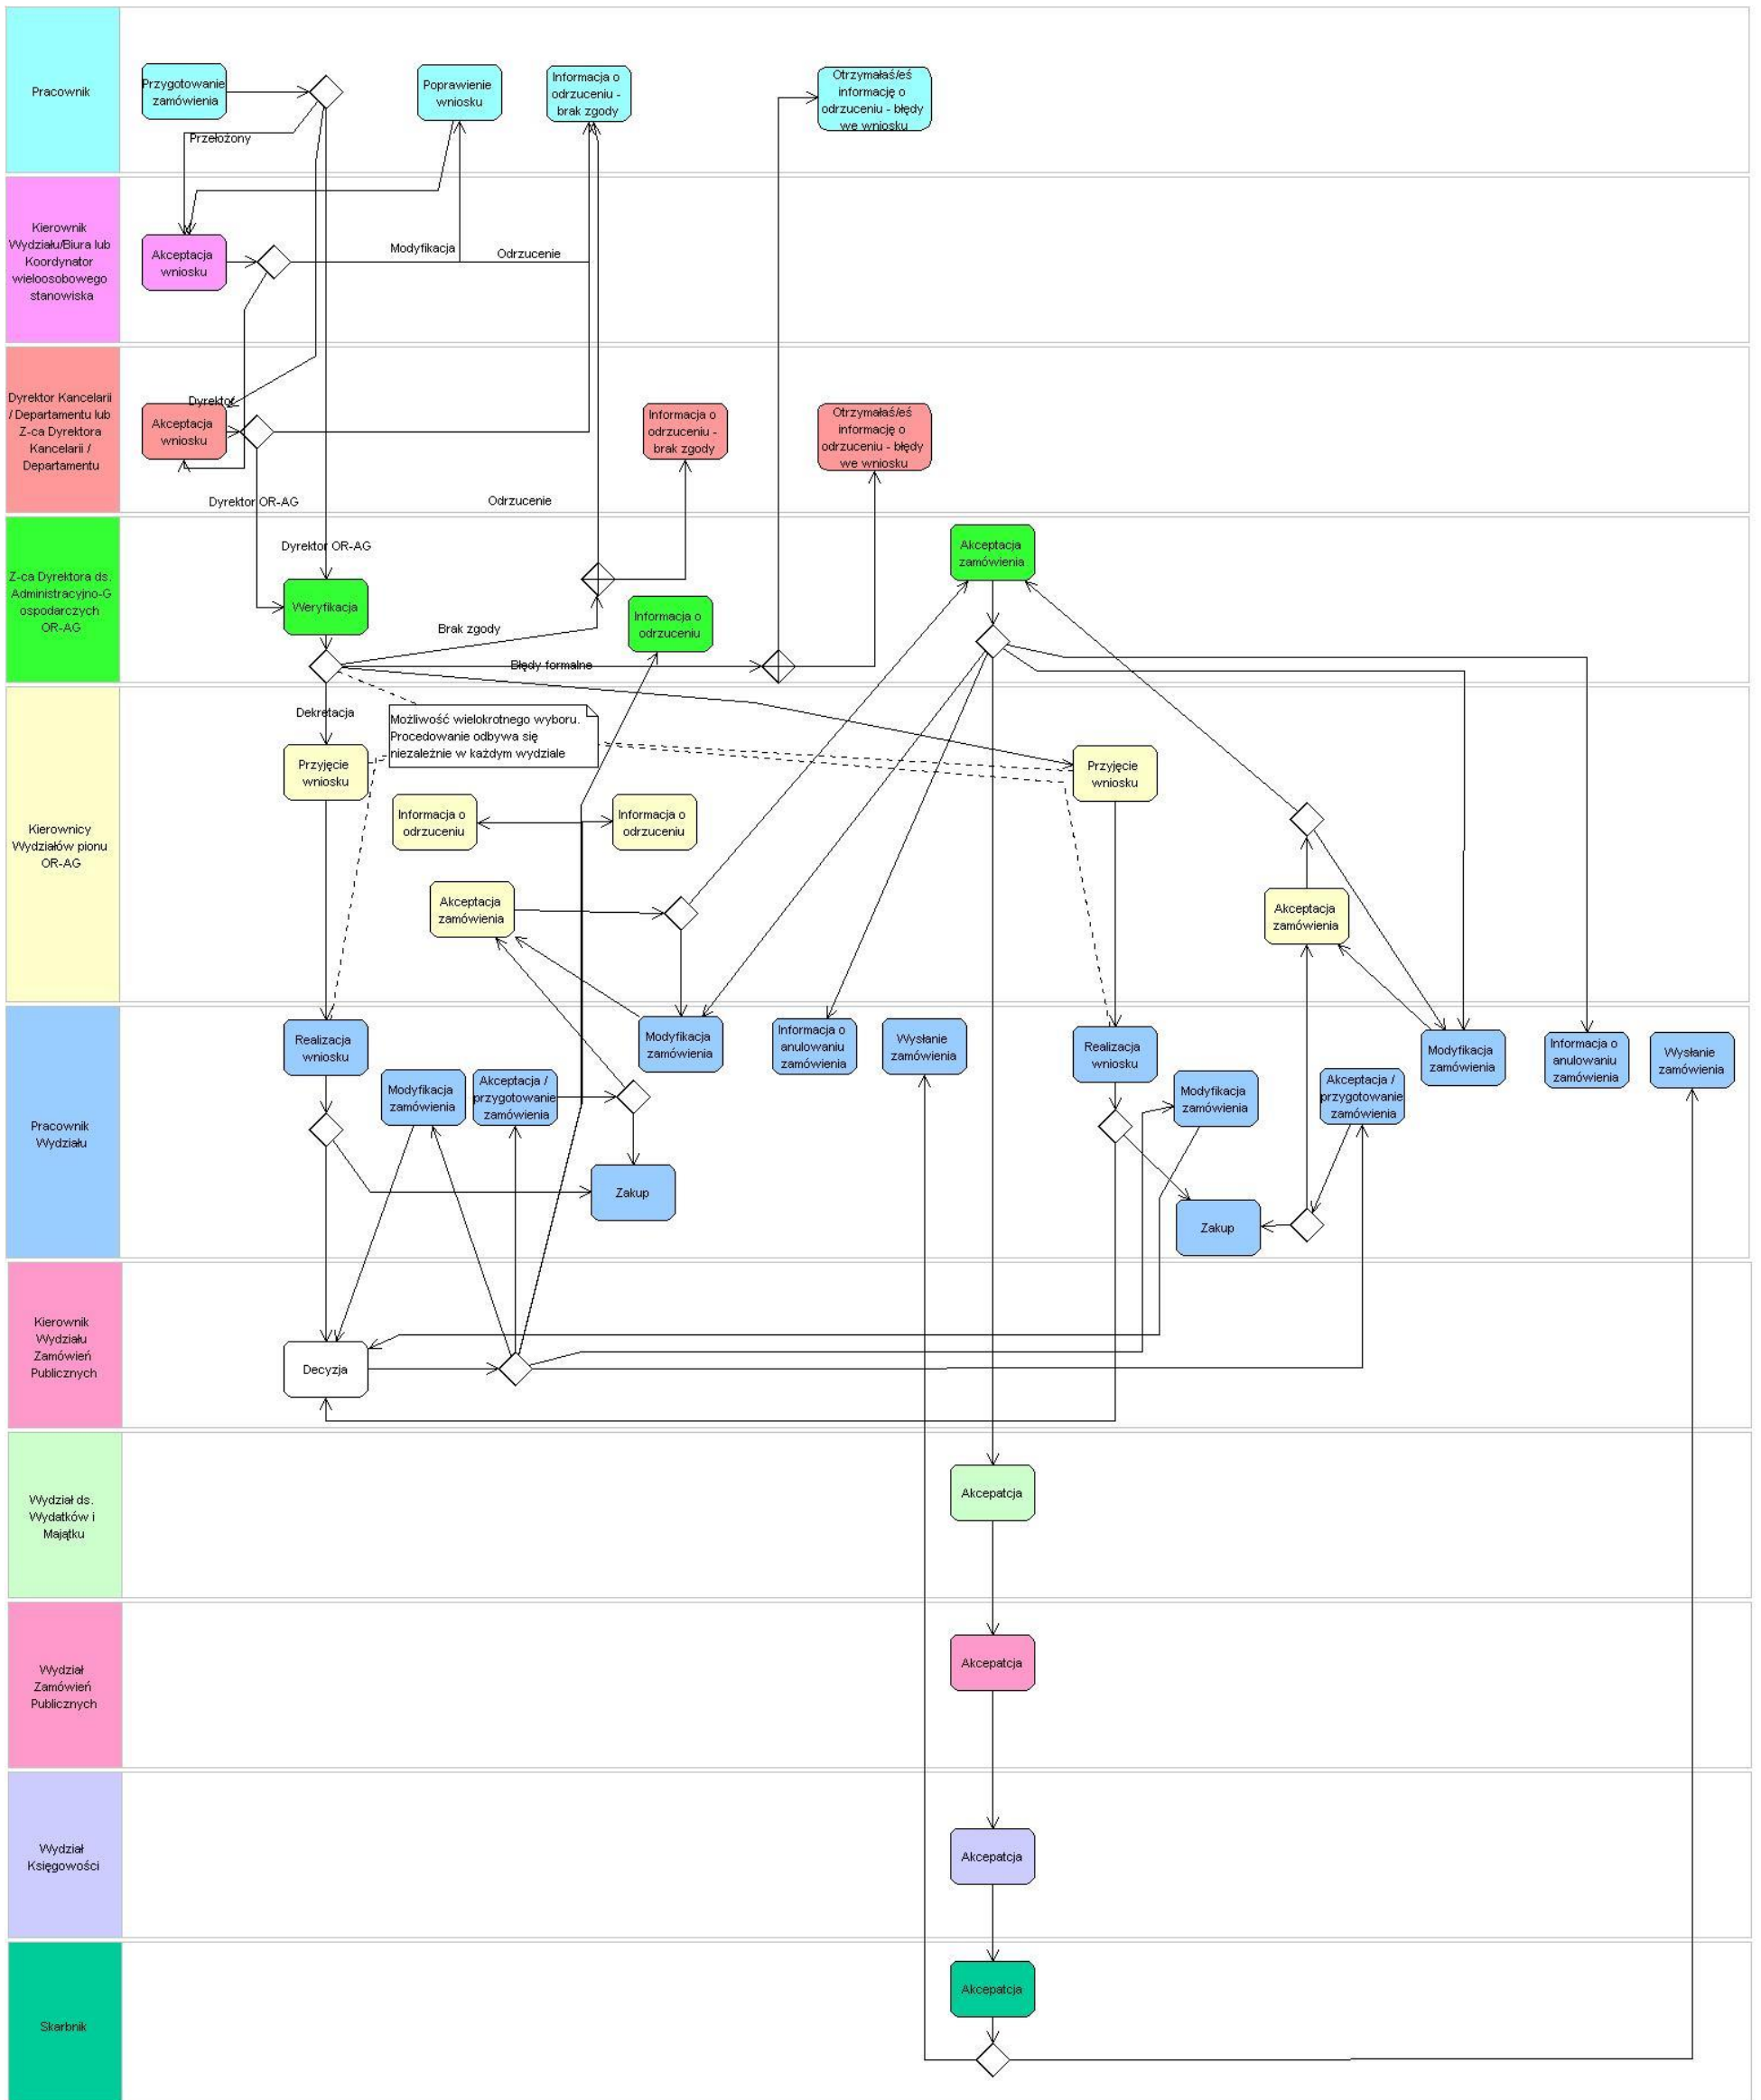 Pracownik
Przygotowanie
zamówienia
Poprawienie
wniosku
Informacja o
odrzuceniu -
brak zgody
Otrzymałaś/eś
informację o
odrzuceniu - błędy
we wniosku
Przełożony
Kierownik
Wydziału/Biura lub
Koordynator
wieloosobowego
stanowiska
Akceptacja
wniosku
Modyfikacja
Odrzucenie
Dyrektor Kancelarii
/ Departamentu lub
Z-ca Dyrektora
Kancelarii /
Departamentu
Akceptacja
wniosku
Dyrektor
Informacja o
odrzuceniu -
brak zgody
Otrzymałaś/eś
informację o
odrzuceniu - błędy
we wniosku
Dyrektor OR-AG
Odrzucenie
Z-ca Dyrektora ds.
Administracyjno-G
ospodarczych
OR-AG
Dyrektor OR-AG
Weryfikacja
Brak zgody
Informacja o
odrzuceniu
Błędy formalne
Akceptacja
zamówienia
Kierownicy
Wydziałów pionu
OR-AG
Dekretacja
Możliwość wielokrotnego wyboru.
Procedowanie odbywa się
niezależnie w każdym wydziale
Przyjęcie
wniosku
Przyjęcie
wniosku
Informacja o
odrzuceniu
Informacja o
odrzuceniu
Akceptacja
zamówienia
Akceptacja
zamówienia
Pracownik
Wydziału
Realizacja
wniosku
Modyfikacja
zamówienia
Akceptacja /
przygotowanie
zamówienia
Modyfikacja
zamówienia
Informacja o
anulowaniu
zamówienia
Wysłanie
zamówienia
Realizacja
wniosku
Modyfikacja
zamówienia
Akceptacja /
przygotowanie
zamówienia
Modyfikacja
zamówienia
Informacja o
anulowaniu
zamówienia
Wysłanie
zamówienia
Zakup
Zakup
Kierownik
Wydziału
Zamówień
Publicznych
Decyzja
Wydział ds.
Wydatków i
Majątku
Akcepatcja
Wydział
Zamówień
Publicznych
Akcepatcja
Wydział
Księgowości
Akcepatcja
Skarbnik
Akcepatcja